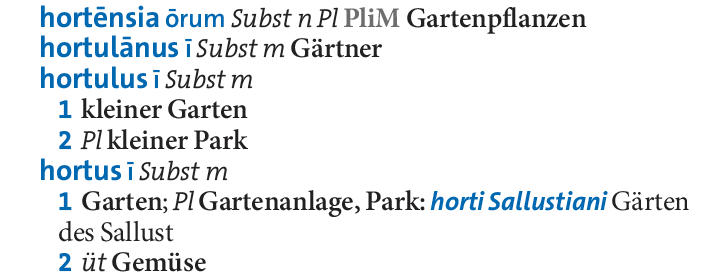 hortēnsia ōrum Subst n Pl PliM Gartenpflanzen
hortulānus ī Subst m Gärtner
hortulus ī Subst m
1 kleiner Garten
2 Pl kleiner Park
hortus ī Subst m
1 Garten; Pl Gartenanlage, Park: horti Sallustiani Gärten
des Sallust
2 üt Gemüse